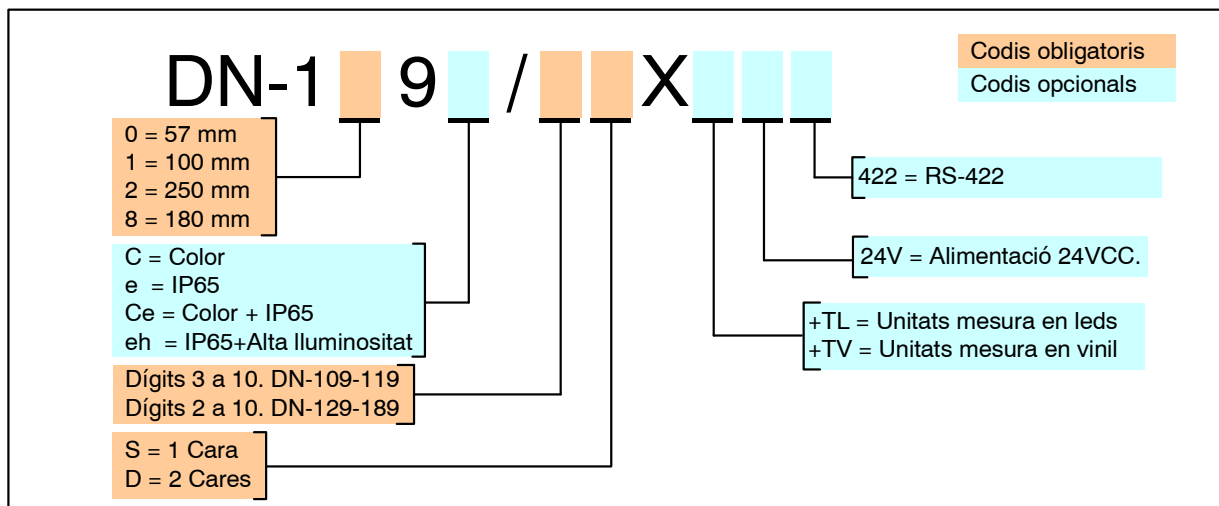 DN-1 9 / X
Codis obligatoris
Codis opcionals
0 = 57 mm
1 = 100 mm
2 = 250 mm
8 = 180 mm
C = Color
e = IP65
Ce = Color + IP65
eh = IP65+Alta lluminositat
Dígits 3 a 10. DN-109-119
Dígits 2 a 10. DN-129-189
S = 1 Cara
D = 2 Cares
422 = RS-422
24V = Alimentació 24VCC.
+TL = Unitats mesura en leds
+TV = Unitats mesura en vinil